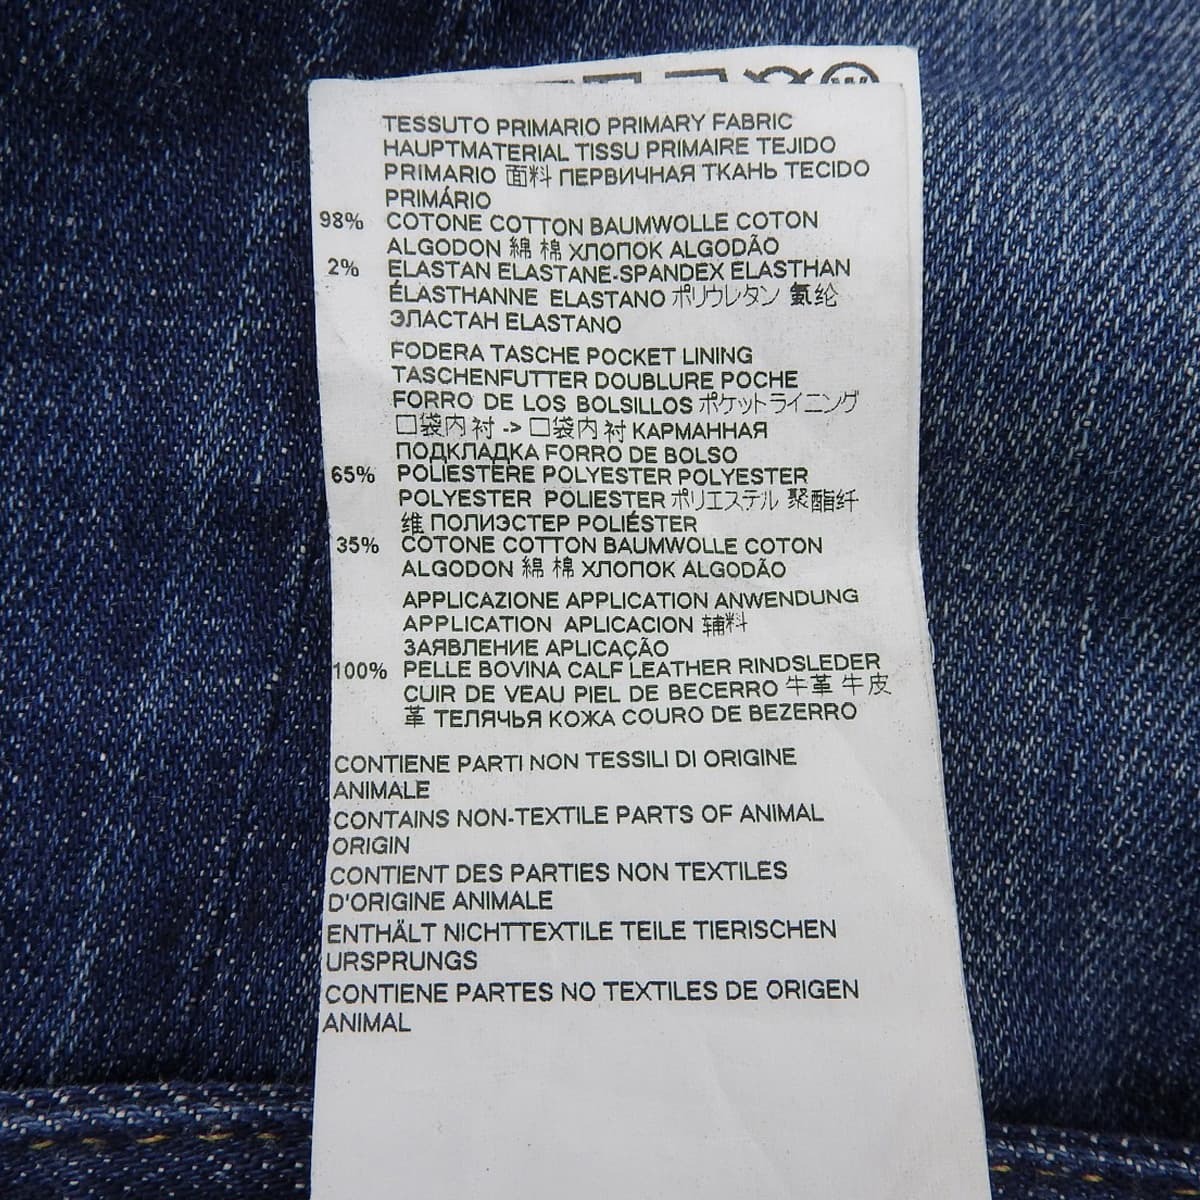 TESSUTO PRIMARIO PRIMARY FABRIC
HAUPTMATERIAL TISSU PRIMAIRE TEJIDO
PRIMARIO 面料 ПЕРВИЧНАЯ ТКАНЬ TECIDO
PRIMÁRIO
98% COTONE COTTON BAUMWOLLE COTON
ALGODON 綿 棉 ХЛОПОК ALGODÃO
2% ELASTAN ELASTANE-SPANDEX ELASTHAN
ÉLASTHANNE ELASTANO ポリウレタン 氨纶
ЭЛАСТАН ELASTANO
FODERA TASCHE POCKET LINING
TASCHENFUTTER DOUBLURE POCHE
FORRO DE LOS BOLSILLOS ポケットライニング
口袋内衬 -> 口袋内衬 КАРМАННАЯ
ПОДКЛАДКА FORRO DE BOLSO
65% POLIESTERE POLYESTER POLYESTER
POLYESTER POLIESTER ポリエステル 聚酯纤
维 ПОЛИЭСТЕР POLIÉSTER
35% COTONE COTTON BAUMWOLLE COTON
ALGODON 綿 棉 ХЛОПОК ALGODÃO
APPLICAZIONE APPLICATION ANWENDUNG
APPLICATION APLICACION 辅料
ЗАЯВЛЕНИЕ APLICAÇÃO
100% PELLE BOVINA CALF LEATHER RINDSLEDER
CUIR DE VEAU PIEL DE BECERRO 牛革 牛皮
革 ТЕЛЯЧЬЯ КОЖА COURO DE BEZERRO
CONTIENE PARTI NON TESSILI DI ORIGINE
ANIMALE
CONTAINS NON-TEXTILE PARTS OF ANIMAL
ORIGIN
CONTIENT DES PARTIES NON TEXTILES
D'ORIGINE ANIMALE
ENTHÄLT NICHTTEXTILE TEILE TIERISCHEN
URSPRUNGS
CONTIENE PARTES NO TEXTILES DE ORIGEN
ANIMAL